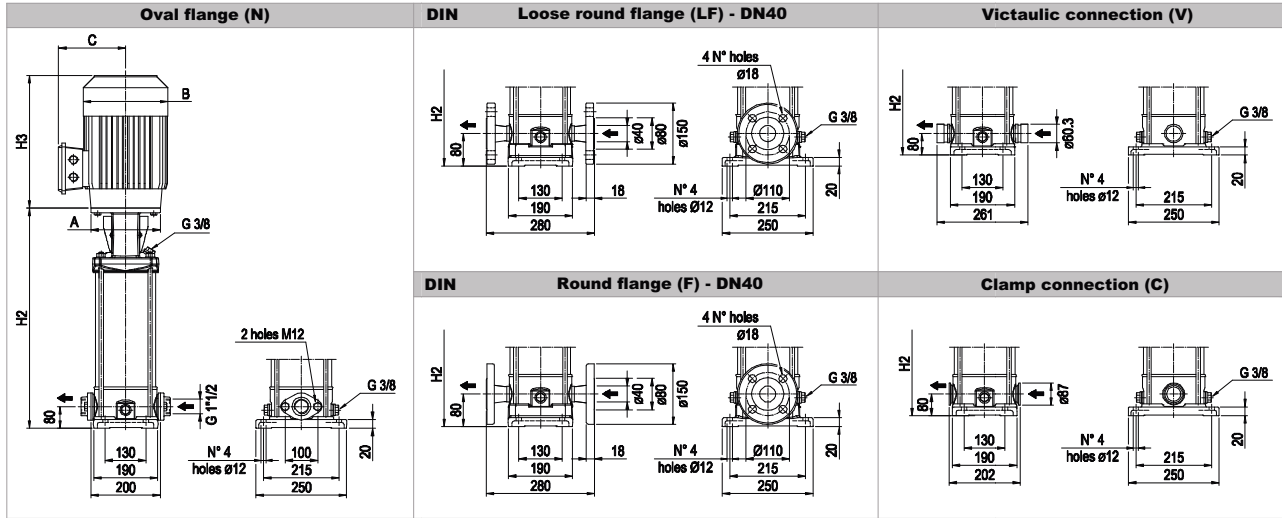 Oval flange (N)
C
B
H3
A
G 3/8
H2
2 holes M12
G 3/8
80
G 1"1/2
130
190
200
N° 4
holes ø12
100
215
250
20
DIN Loose round flange (LF) - DN40
4 N° holes
ø18
H2
G 3/8
80
ø40
ø80
ø150
130
18
190
280
N° 4
holes Ø12
Ø110
215
250
20
Victaulic connection (V)
H2
G 3/8
80
ø60.3
130
190
261
N° 4
holes ø12
215
250
20
DIN Round flange (F) - DN40
4 N° holes
ø18
H2
G 3/8
80
ø40
ø80
ø150
130
18
190
280
N° 4
holes Ø12
Ø110
215
250
20
Clamp connection (C)
H2
G 3/8
80
ø87
130
190
202
N° 4
holes ø12
215
250
20